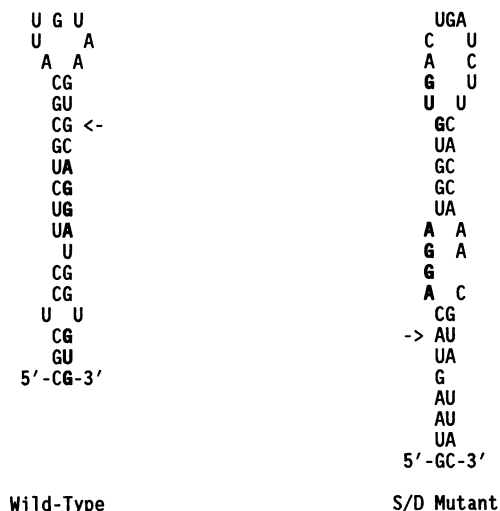 U G U
U A
A A
CG
GU
CG <-
GC
UA
CG
UG
UA
U
CG
CG
U U
CG
GU
5'-CG-3'
Wild-Type
UGA
C U
A C
G U
U U
GC
UA
GC
GC
UA
A A
G A
G
A C
CG
-> AU
UA
G
AU
AU
UA
5'-GC-3'
S/D Mutant